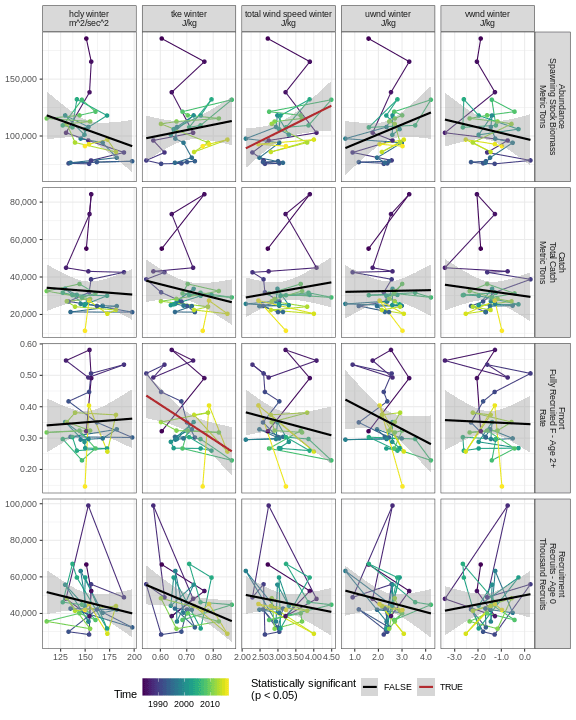 hcly winter
m^2/sec^2
tke winter
J/kg
total wind speed winter
J/kg
uwnd winter
J/kg
vwnd winter
J/kg
150,000
100,000
Abundance
Spawning Stock Biomass
Metric Tons
80,000
60,000
40,000
20,000
Catch
Total Catch
Metric Tons
0.60
0.50
0.40
0.30
0.20
Fmort
Fully Recruited F - Age 2+
Rate
100,000
80,000
60,000
40,000
Recruitment
Recruits - Age 0
Thousand Recruits
125 150 175 200
0.60 0.70 0.80
2.00 2.50 3.00 3.50 4.00 4.50
1.0 2.0 3.0 4.0
-3.0 -2.0 -1.0 0.0
Time
1990 2000 2010
Statistically significant
(p < 0.05)
FALSE
TRUE